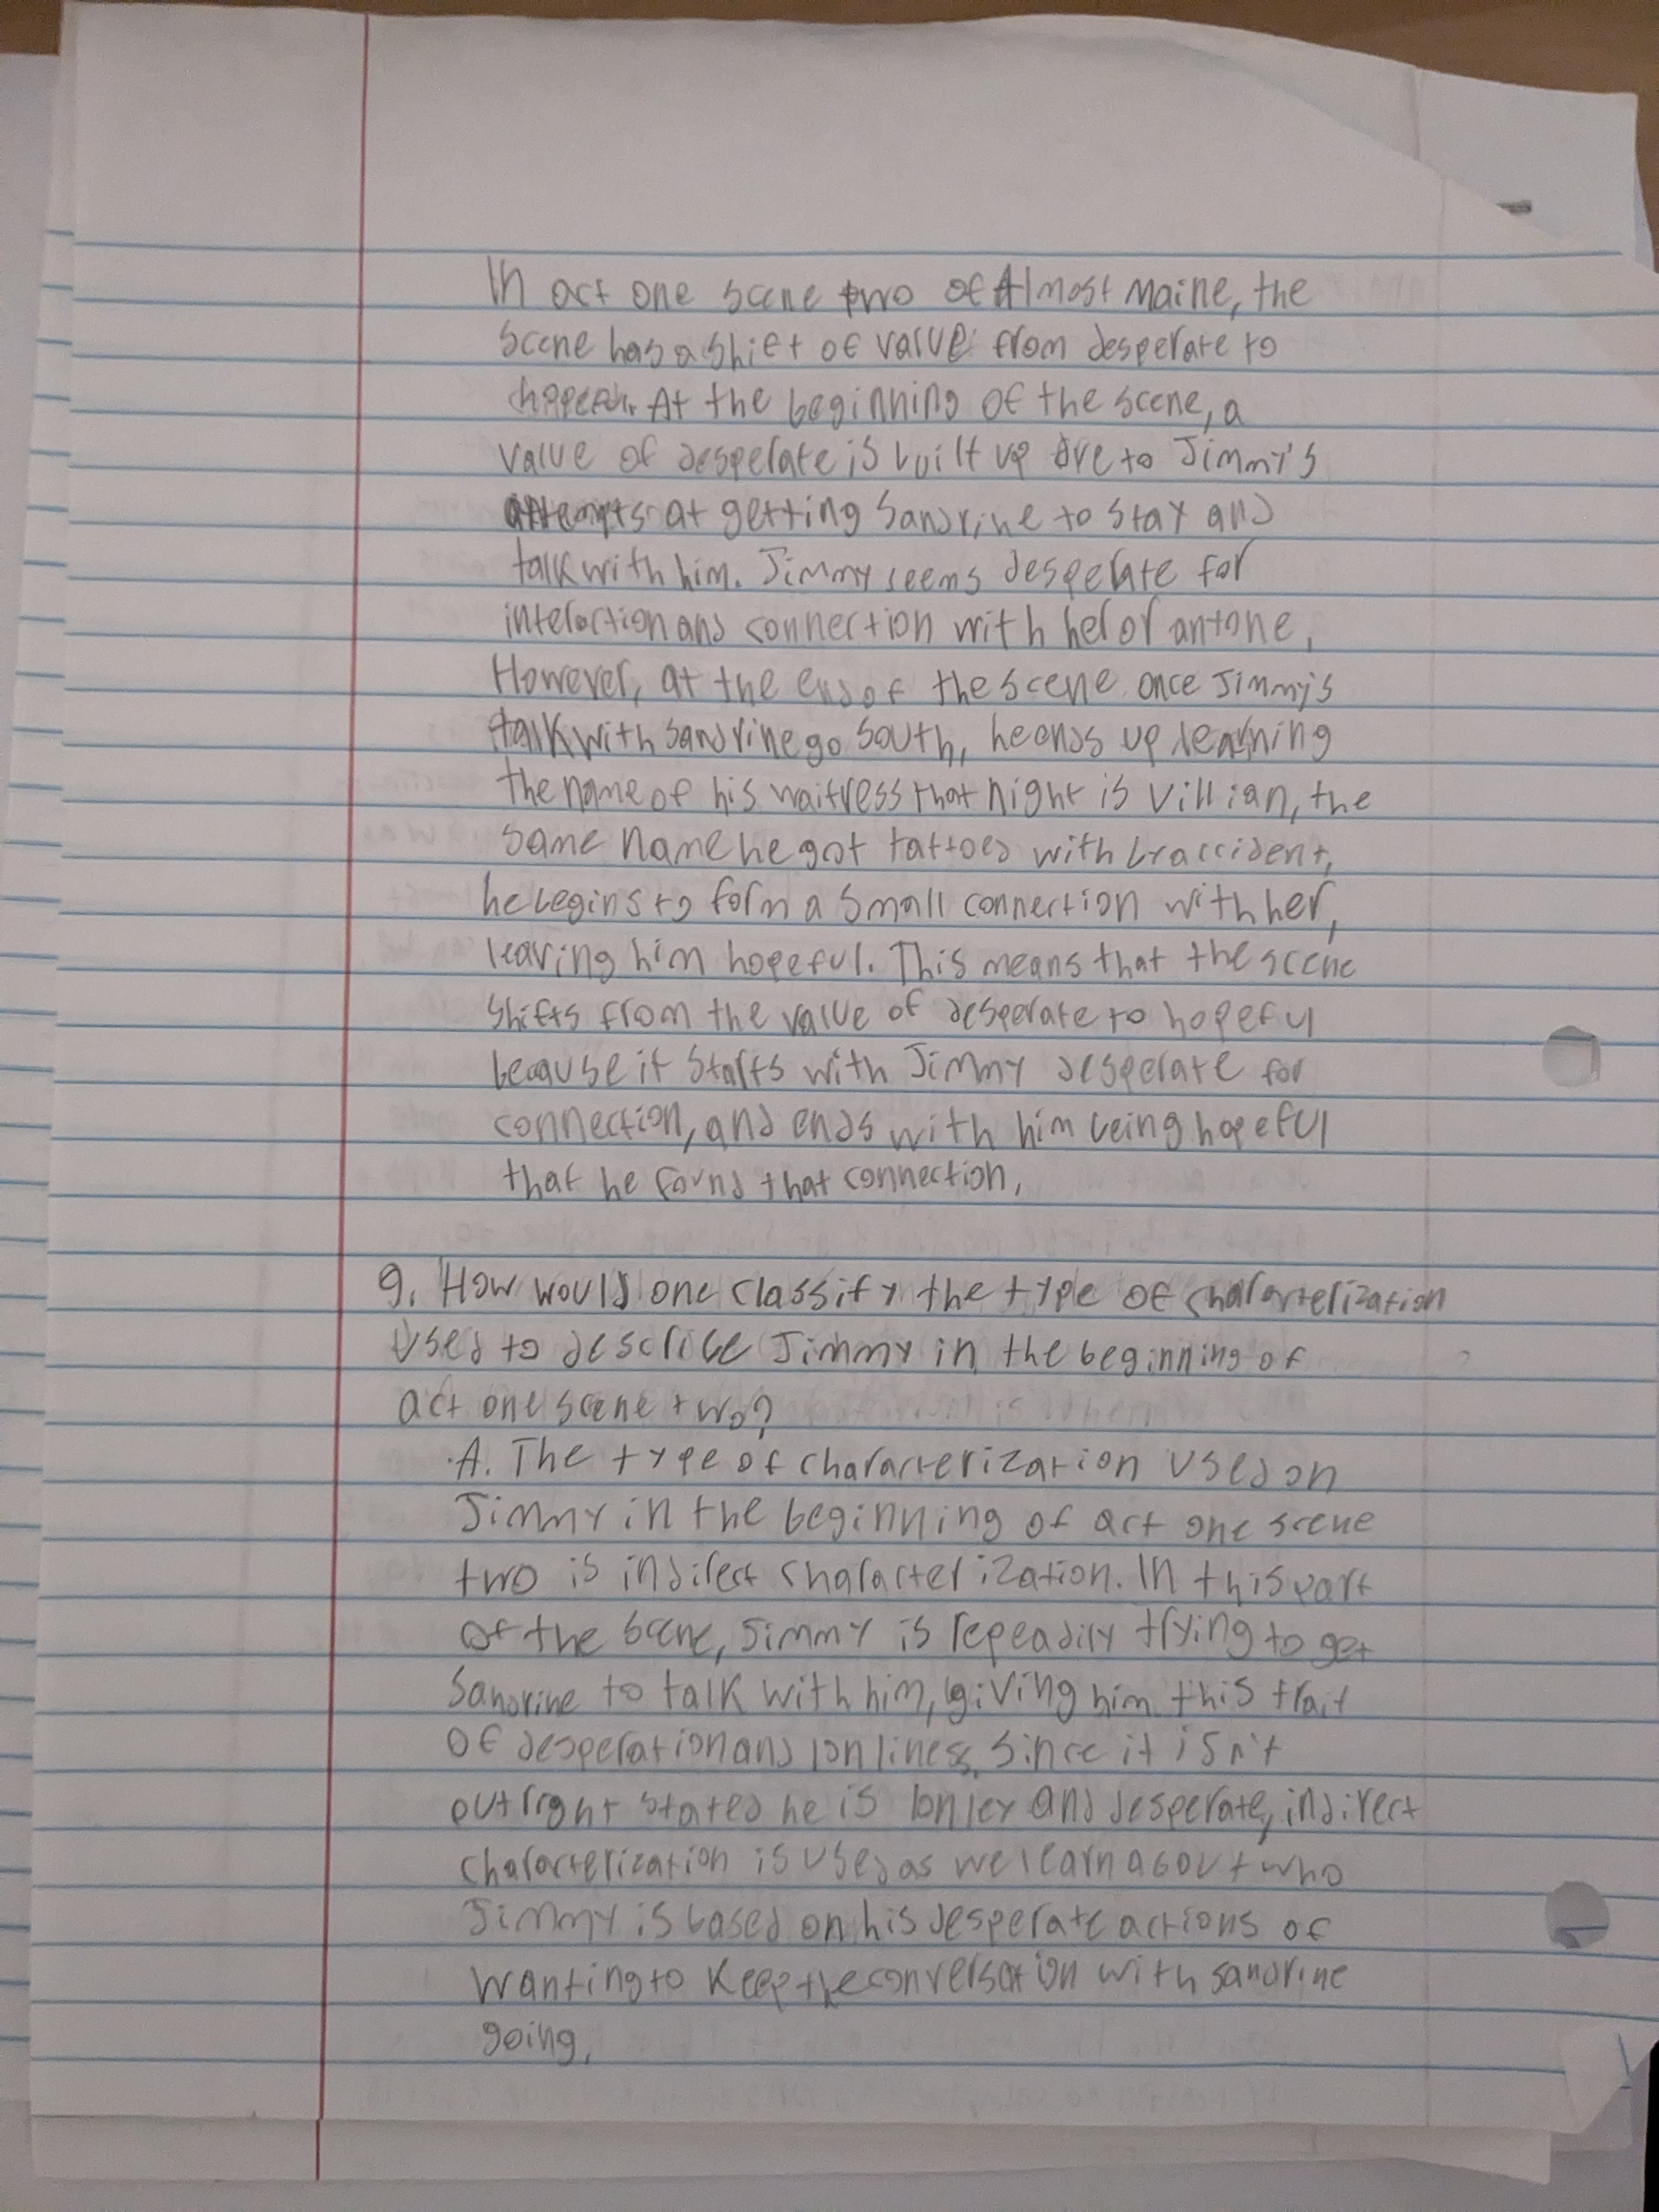 In act one scene two of Almost Maine, the
scene has a shift of value from desperate to
hopeful. At the beginning of the scene, a
value of desperate is built up due to Jimmy's
attempts at getting Sandrine to stay and
talk with him. Jimmy seems desperate for
interaction and connection with her or anyone.
However, at the end of the scene once Jimmy's
talk with Sandrine go south, he ends up learning
the name of his waitress that night is Villian, the
same name he got tattoed with by accident,
he begins to form a small connection with her,
leaving him hopeful. This means that the scene
shifts from the value of desperate to hopeful
because it starts with Jimmy desperate for
connection, and ends with him being hopeful
that he found that connection.
9. How would one classify the type of characterization
used to describe Jimmy in the beginning of
act one scene two?
A. The type of characterization used on
Jimmy in the beginning of act one scene
two is indirect characterization. In this part
of the scene, Jimmy is repeadily trying to get
Sandrine to talk with him, giving him this trait
of desperation and lonliness. Since it isn't
outright stated he is lonley and desperate, indirect
characterization is used as we learn about who
Jimmy is based on his desperate actions of
wanting to keep the conversation with sandrine
going.